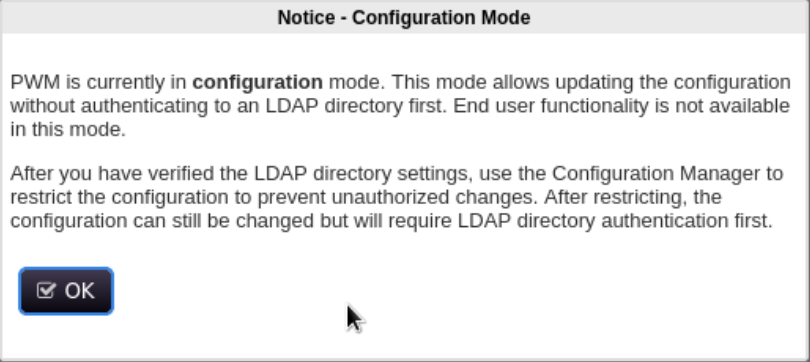 Notice - Configuration Mode
PWM is currently in configuration mode. This mode allows updating the configuration
without authenticating to an LDAP directory first. End user functionality is not available
in this mode.
After you have verified the LDAP directory settings, use the Configuration Manager to
restrict the configuration to prevent unauthorized changes. After restricting, the
configuration can still be changed but will require LDAP directory authentication first.
OK